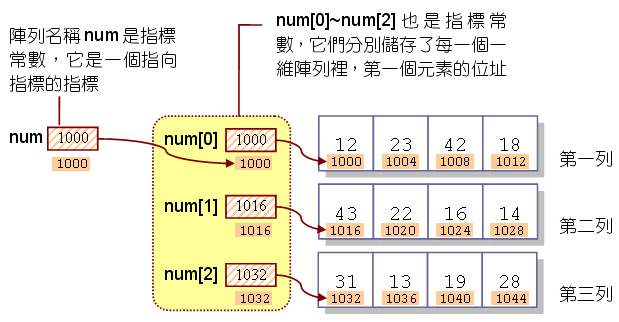 陣列名稱 num 是指標
常數，它是一個指向
指標的指標
num[0]~num[2] 也是指標常
數，它們分別儲存了每一個一
維陣列裡，第一個元素的位址
num 1000
1000
num[0] 1000
1000
12 23 42 18
1000 1004 1008 1012
第一列
num[1] 1016
1016
43 22 16 14
1016 1020 1024 1028
第二列
num[2] 1032
1032
31 13 19 28
1032 1036 1040 1044
第三列